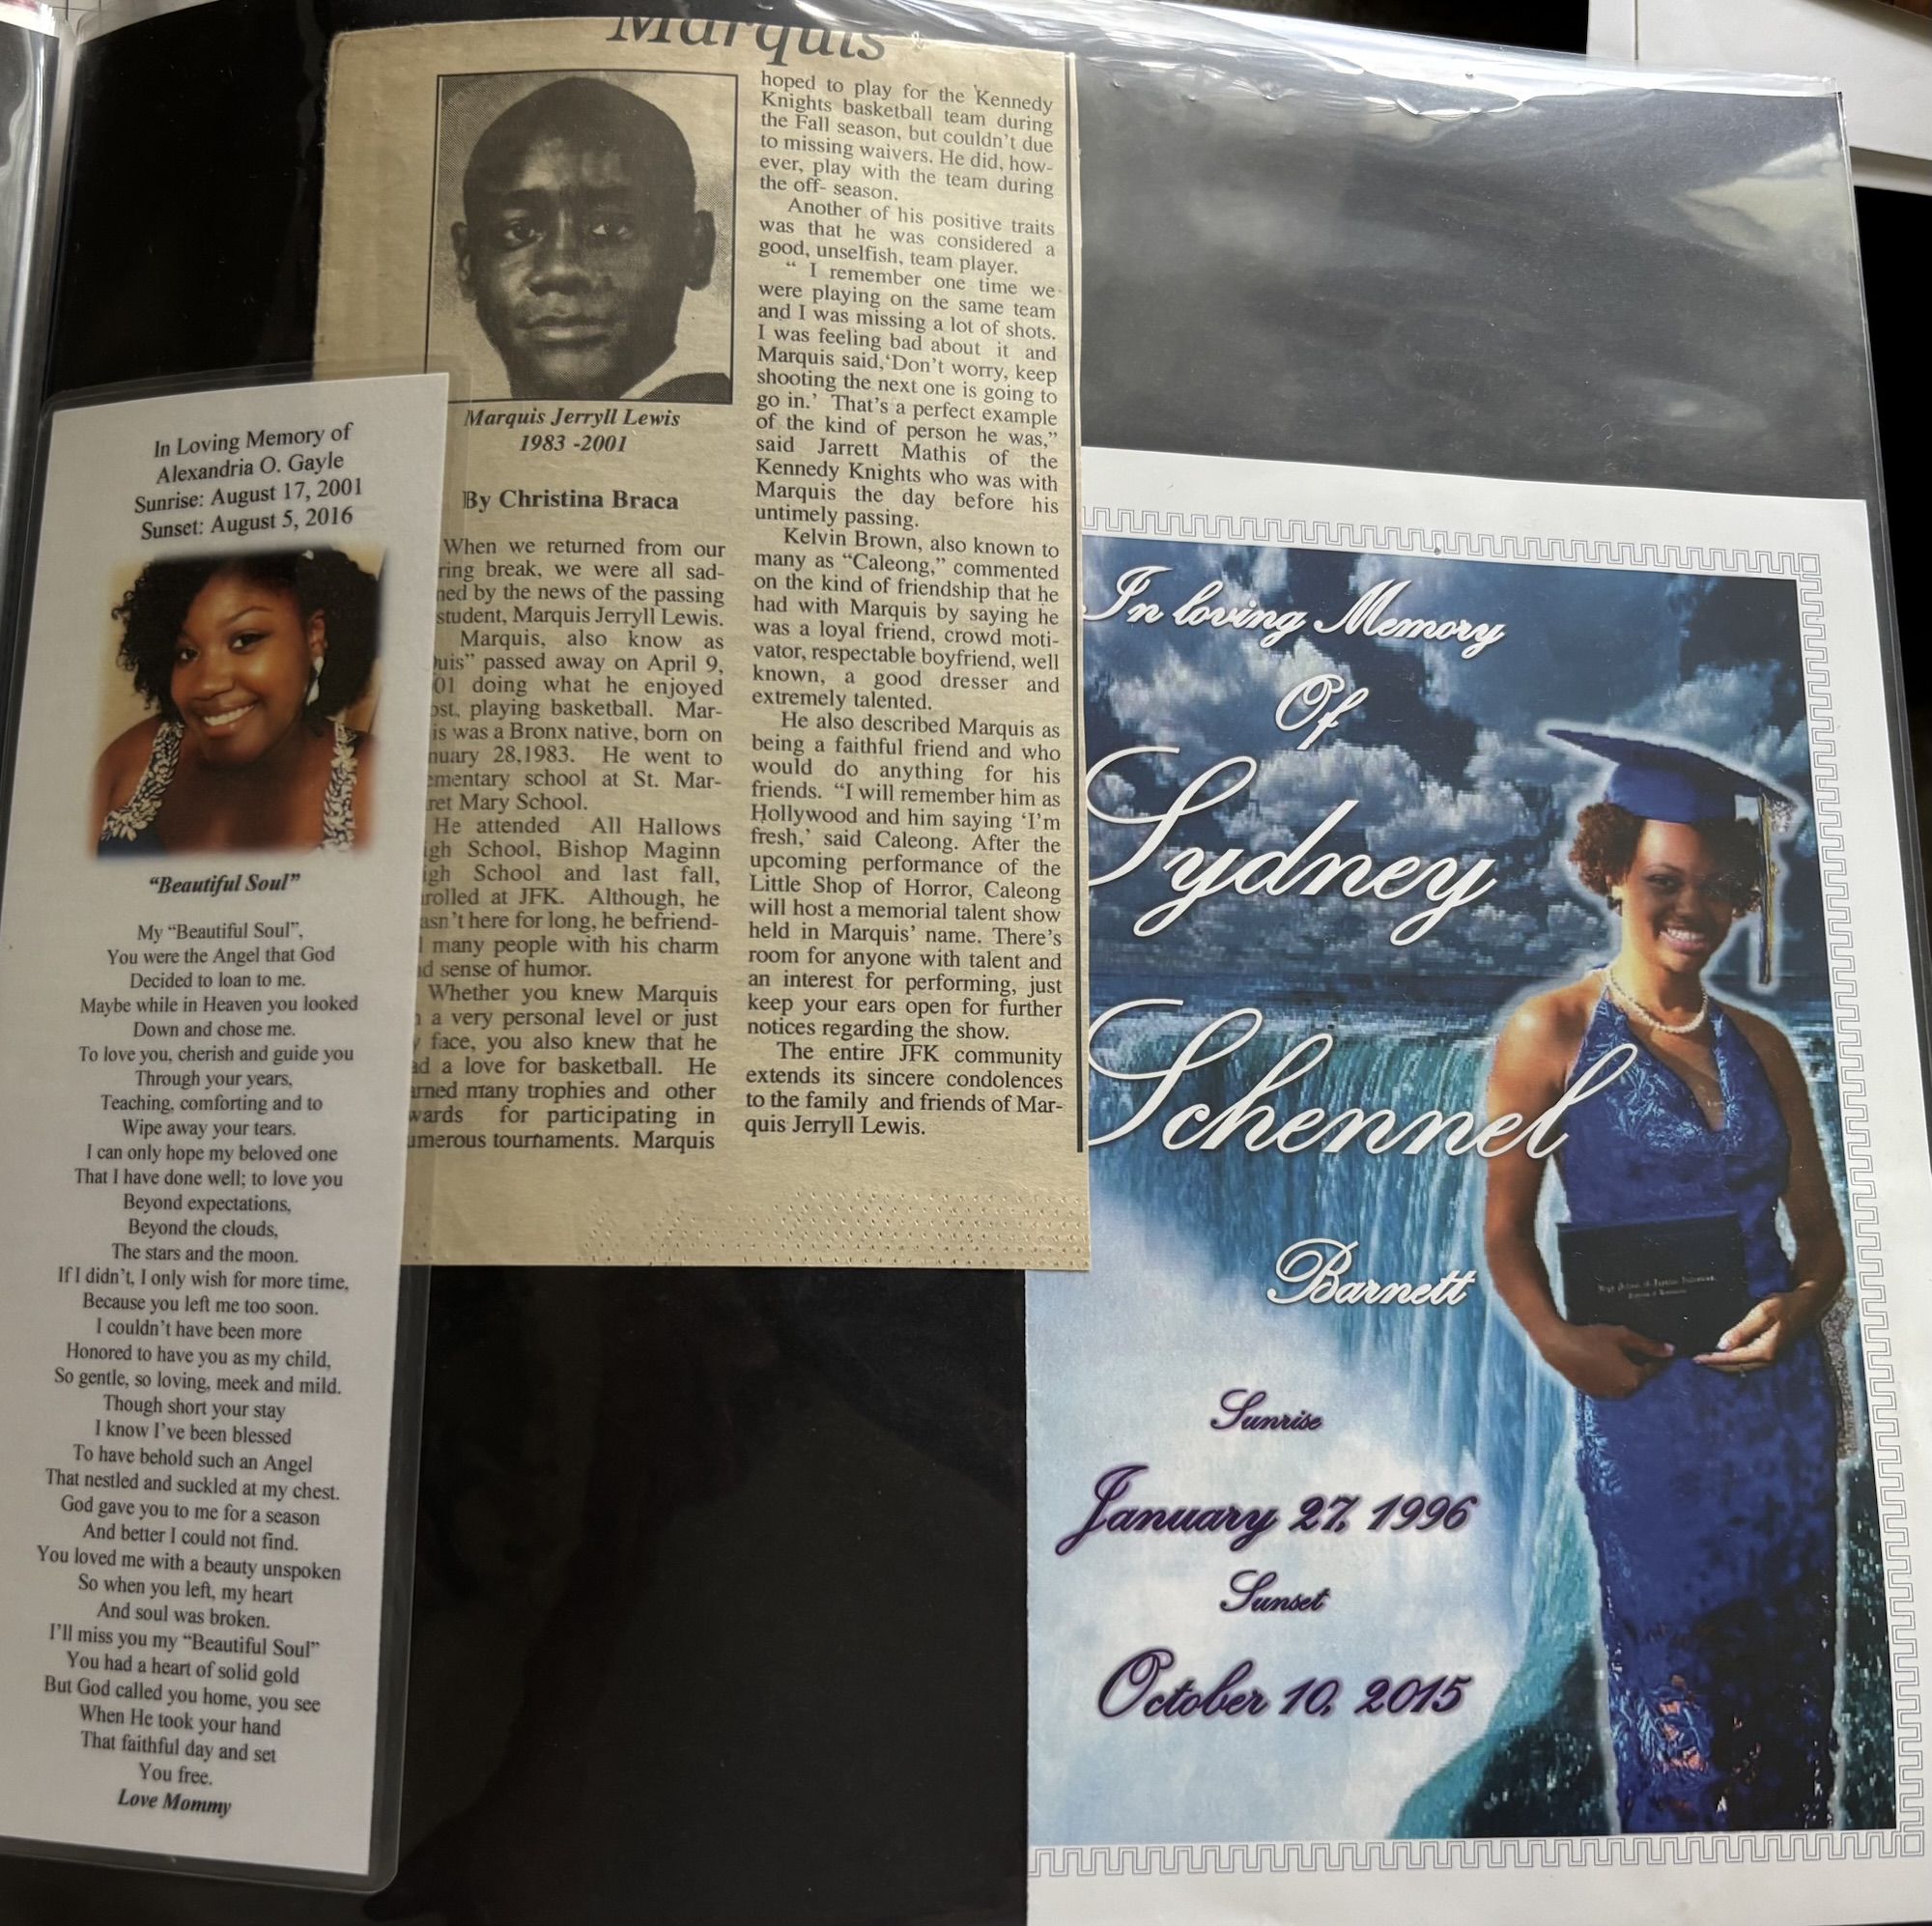 In Loving Memory of
Alexandria O. Gayle
Sunrise: August 17, 2001
Sunset: August 5, 2016
"Beautiful Soul"
My "Beautiful Soul",
You were the Angel that God
Decided to loan to me.
Maybe while in Heaven you looked
Down and chose me.
To love you, cherish and guide you
Through your years,
Teaching, comforting and to
Wipe away your tears.
I can only hope my beloved one
That I have done well; to love you
Beyond expectations,
Beyond the clouds,
The stars and the moon.
If I didn't, I only wish for more time,
Because you left me too soon.
I couldn't have been more
Honored to have you as my child,
So gentle, so loving, meek and mild.
Though short your stay
I know I've been blessed
To have behold such an Angel
That nestled and suckled at my chest.
God gave you to me for a season
And better I could not find.
You loved me with a beauty unspoken
So when you left, my heart
And soul was broken.
I'll miss you my "Beautiful Soul"
You had a heart of solid gold
But God called you home, you see
When He took your hand
That faithful day and set
You free.
Love Mommy
Marquis
Marquis Jerryll Lewis
1983 -2001
By Christina Braca
When we returned from our
ring break, we were all sad-
ned by the news of the passing
student, Marquis Jerryll Lewis.
Marquis, also know as
uis" passed away on April 9,
01 doing what he enjoyed
ost, playing basketball. Mar-
is was a Bronx native, born on
nuary 28,1983. He went to
ementary school at St. Mar-
ret Mary School.
He attended All Hallows
igh School, Bishop Maginn
igh School and last fall,
rolled at JFK. Although, he
asn't here for long, he befriend-
many people with his charm
d sense of humor.
Whether you knew Marquis
a very personal level or just
face, you also knew that he
ad a love for basketball. He
arned many trophies and other
wards for participating in
umerous tournaments. Marquis
hoped to play for the Kennedy
Knights basketball team during
the Fall season, but couldn't due
to missing waivers. He did, how-
ever, play with the team during
the off- season.
Another of his positive traits
was that he was considered a
good, unselfish, team player.
" I remember one time we
were playing on the same team
and I was missing a lot of shots.
I was feeling bad about it and
Marquis said,'Don't worry, keep
shooting the next one is going to
go in.' That's a perfect example
of the kind of person he was,"
said Jarrett Mathis of the
Kennedy Knights who was with
Marquis the day before his
untimely passing.
Kelvin Brown, also known to
many as "Caleong," commented
on the kind of friendship that he
had with Marquis by saying he
was a loyal friend, crowd moti-
vator, respectable boyfriend, well
known, a good dresser and
extremely talented.
He also described Marquis as
being a faithful friend and who
would do anything for his
friends. "I will remember him as
Hollywood and him saying 'I'm
fresh,' said Caleong. After the
upcoming performance of the
Little Shop of Horror, Caleong
will host a memorial talent show
held in Marquis' name. There's
room for anyone with talent and
an interest for performing, just
keep your ears open for further
notices regarding the show.
The entire JFK community
extends its sincere condolences
to the family and friends of Mar-
quis Jerryll Lewis.
In loving Memory
Of
Sydney
Schennel
Barnett
Sunrise
January 27, 1996
Sunset
October 10, 2015